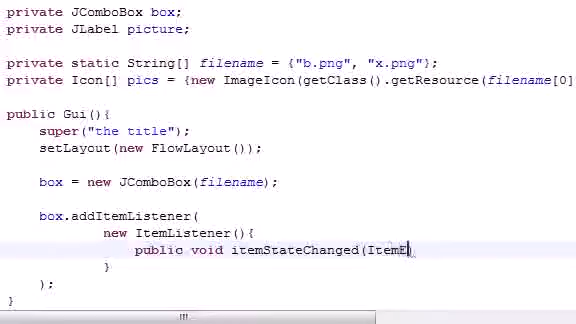 private JComboBox box;
private JLabel picture;
private static String[] filename = {"b.png", "x.png"};
private Icon[] pics = {new ImageIcon(getClass().getResource(filename[0]
public Gui(){
super("the title");
setLayout(new FlowLayout());
box = new JComboBox(filename);
box.addItemListener(
new ItemListener(){
public void itemStateChanged(ItemE)
}
);
}